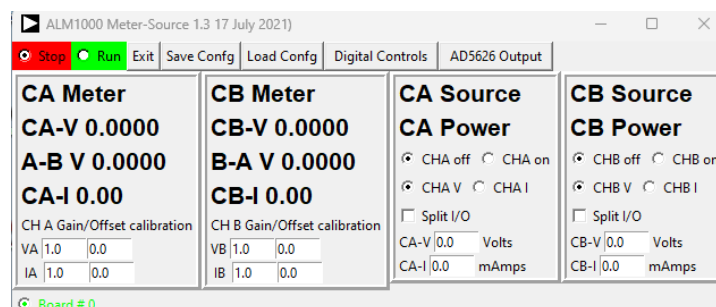 ALM1000 Meter-Source 1.3 17 July 2021)
Stop Run Exit Save Confg Load Confg Digital Controls AD5626 Output
CA Meter
CA-V 0.0000
A-B V 0.0000
CA-I 0.00
CH A Gain/Offset calibration
VA 1.0 0.0
IA 1.0 0.0
CB Meter
CB-V 0.0000
B-A V 0.0000
CB-I 0.00
CH B Gain/Offset calibration
VB 1.0 0.0
IB 1.0 0.0
CA Source
CA Power
CHA off CHA on
CHA V CHA I
Split I/O
CA-V 0.0 Volts
CA-I 0.0 mAmps
CB Source
CB Power
CHB off CHB on
CHB V CHB I
Split I/O
CB-V 0.0 Volts
CB-I 0.0 mAmps
Board # 0